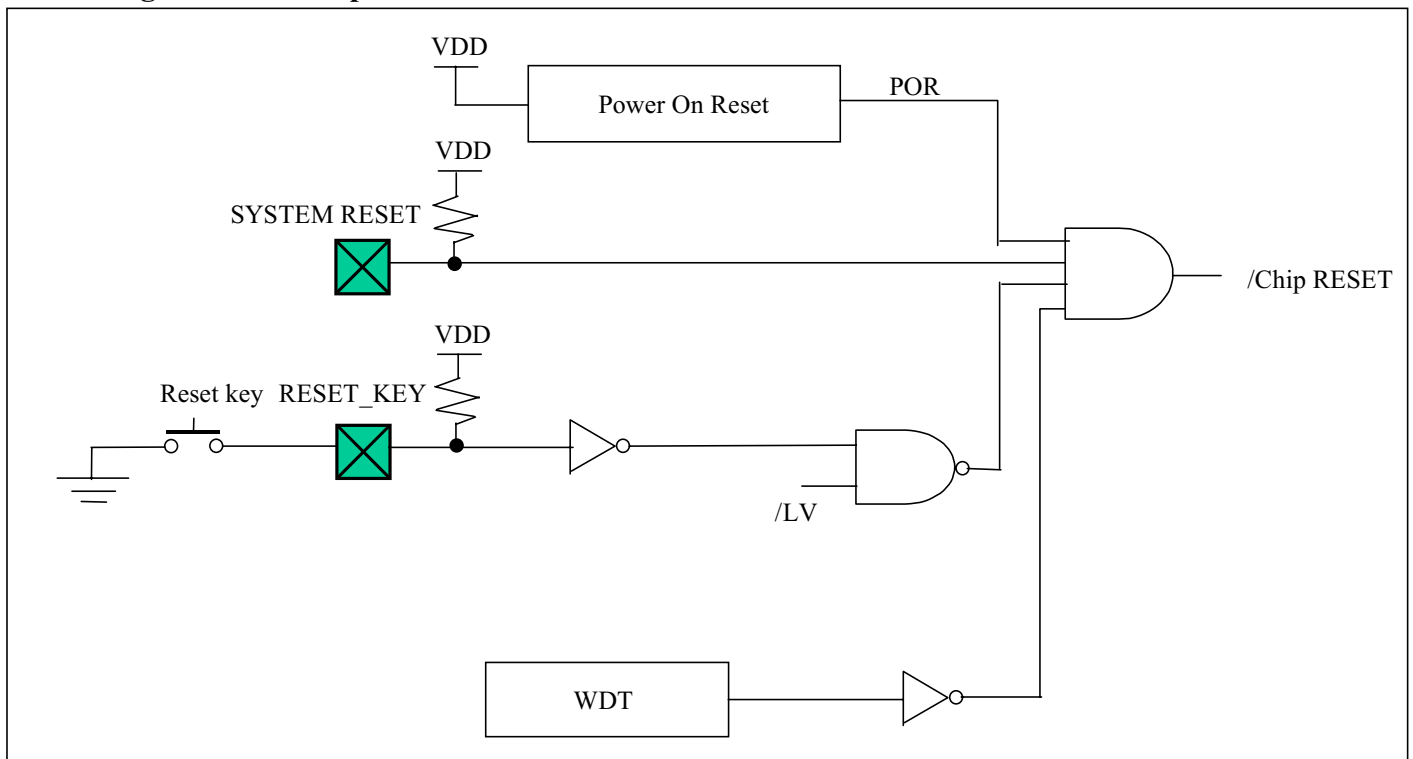 VDD
Power On Reset
POR
VDD
SYSTEM RESET
/Chip RESET
VDD
Reset key
RESET_KEY
/LV
WDT